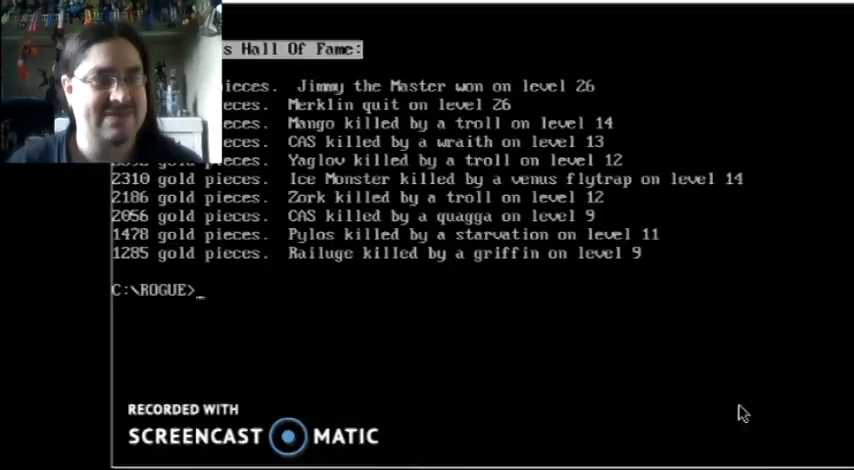 s Hall Of Fame:
ieces. Jimmy the Master won on level 26
eces. Merklin quit on level 26
eces. Mango killed by a troll on level 14
eces. CAS killed by a wraith on level 13
gold pieces. Yaglov killed by a troll on level 12
2310 gold pieces. Ice Monster killed by a venus flytrap on level 14
2186 gold pieces. Zork killed by a troll on level 12
2056 gold pieces. CAS killed by a quagga on level 9
1478 gold pieces. Pylos killed by a starvation on level 11
1285 gold pieces. Railuge killed by a griffin on level 9
C:\ROGUE>_
RECORDED WITH
SCREENCAST MATIC